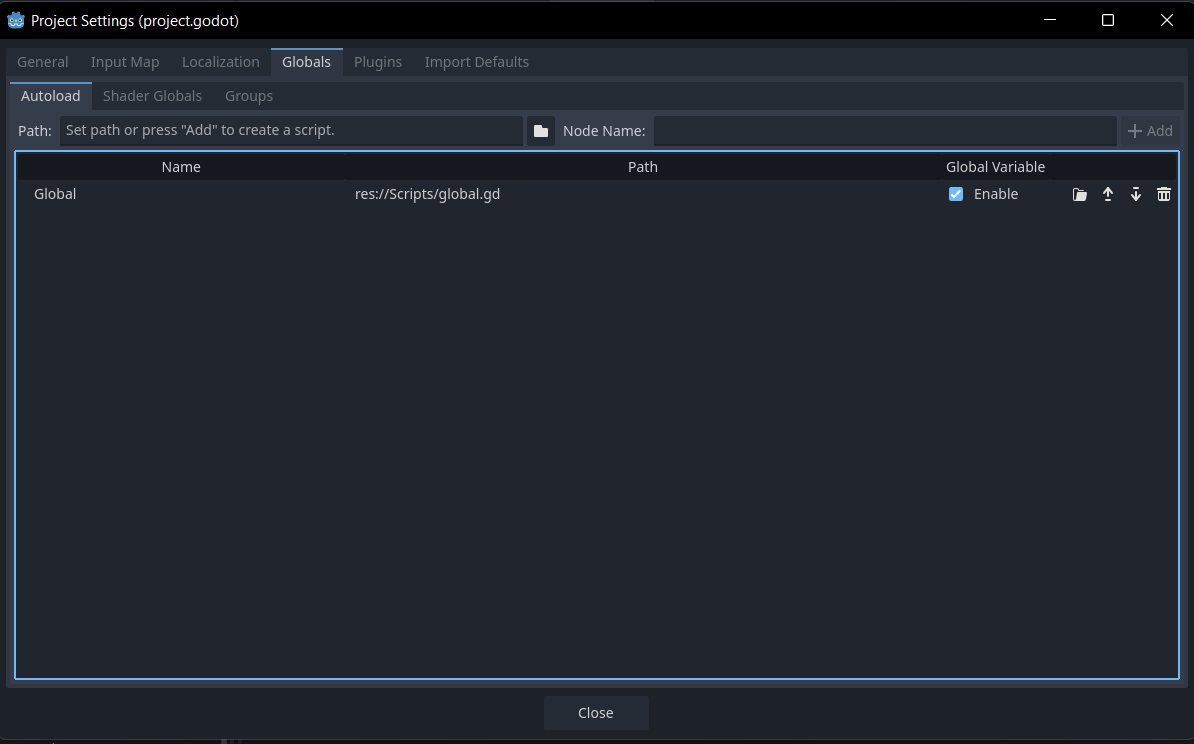 Project Settings (project.godot)
General Input Map Localization Globals Plugins Import Defaults
Autoload Shader Globals Groups
Path: Set path or press "Add" to create a script. Node Name: Add
Name Path Global Variable
Global res://Scripts/global.gd Enable
Close